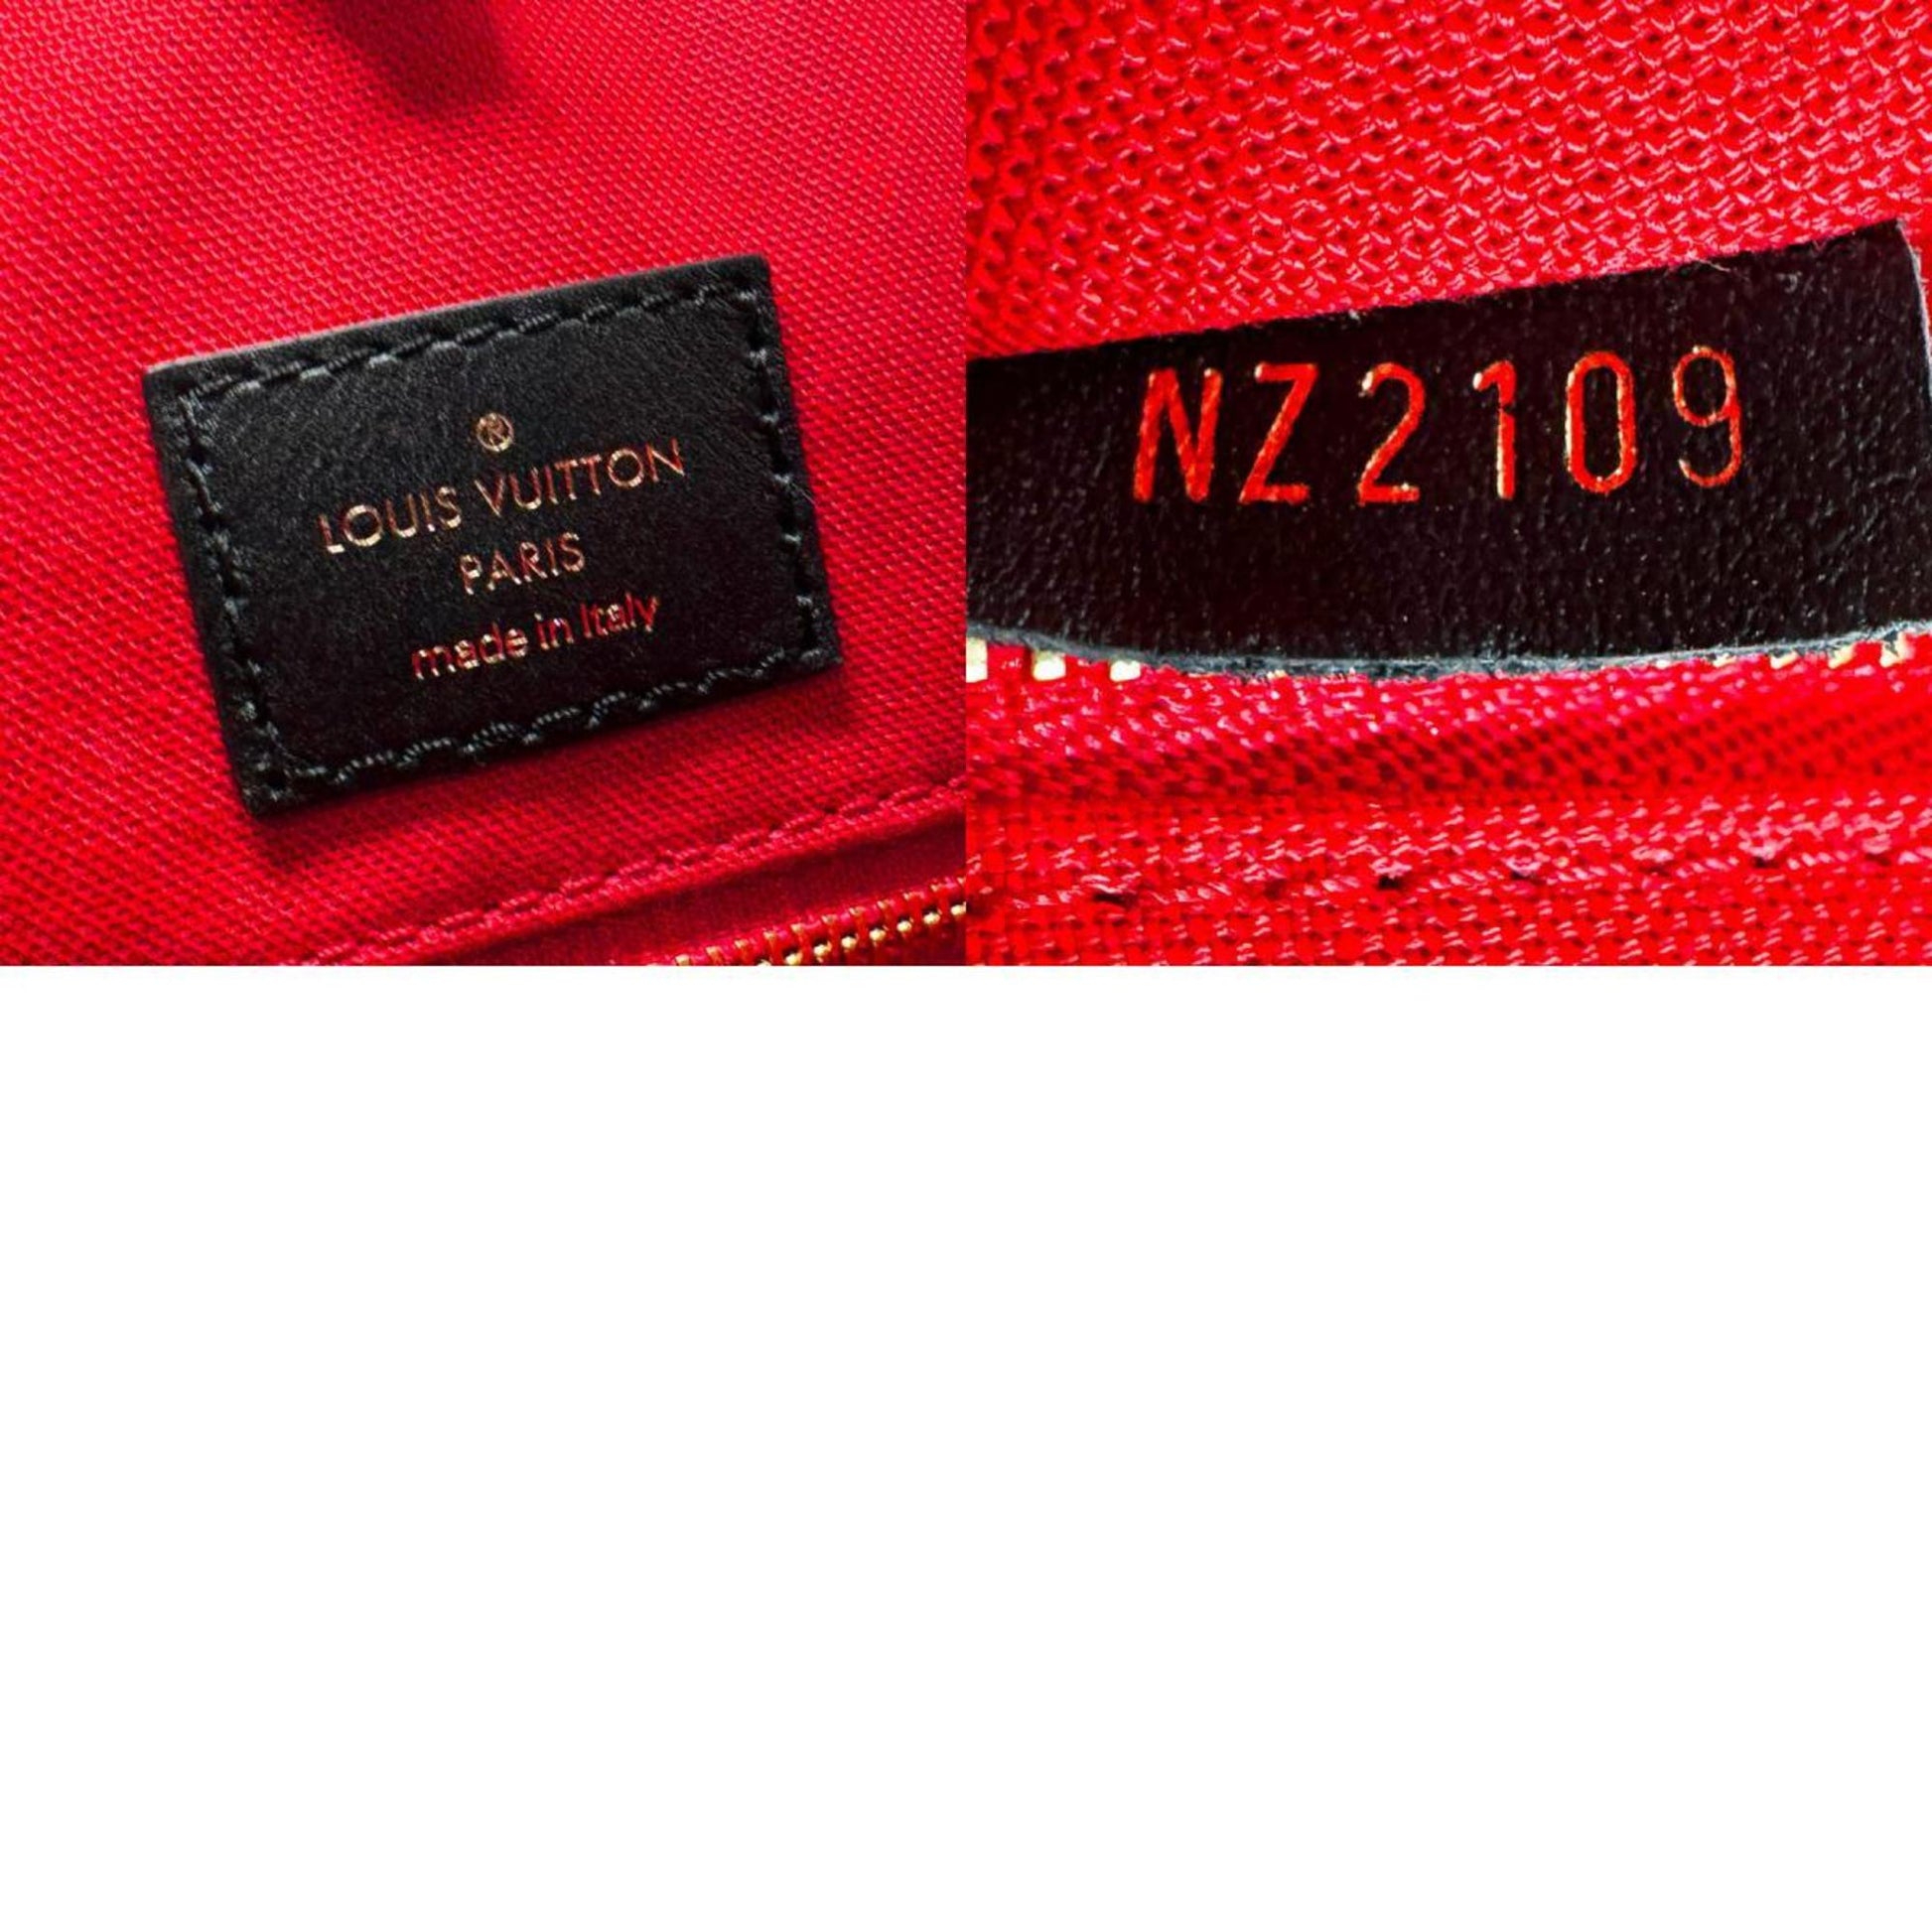 ®
LOUIS VUITTON
PARIS
made in Italy
NZ2109